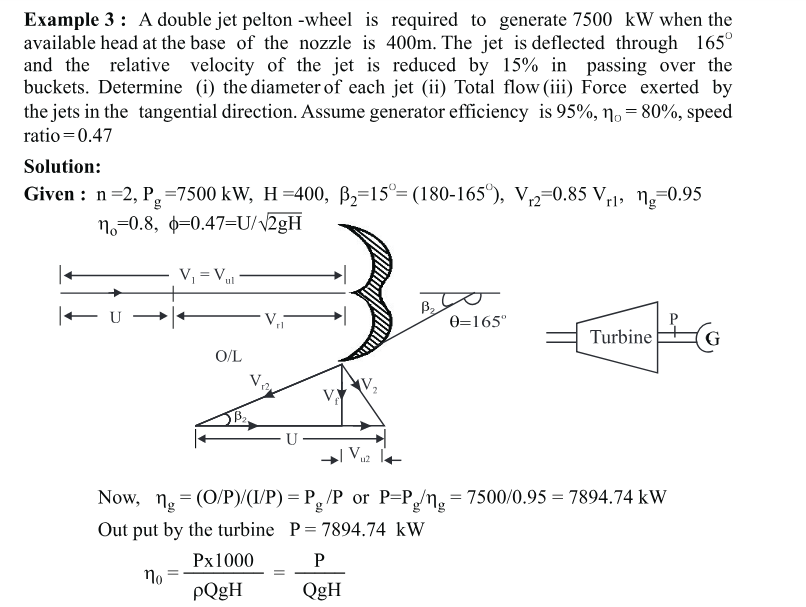 Example 3 : A double jet pelton -wheel is required to generate 7500 kW when the
available head at the base of the nozzle is 400m. The jet is deflected through 165°
and the relative velocity of the jet is reduced by 15% in passing over the
buckets. Determine (i) the diameter of each jet (ii) Total flow (iii) Force exerted by
the jets in the tangential direction. Assume generator efficiency is 95%, ηo = 80%, speed
ratio = 0.47
Solution:
Given : n =2, Pg =7500 kW, H =400, β2=15°= (180-165°), Vr2=0.85 Vr1, ηg=0.95
ηo=0.8, ϕ=0.47=U/√2gH
V1 = Vu1
U
Vr1
β2
θ=165°
Turbine
P
G
O/L
Vr2
Vf
V2
β2
U
Vu2
Now, ηg = (O/P)/(I/P) = Pg /P or P=Pg/ηg = 7500/0.95 = 7894.74 kW
Out put by the turbine P = 7894.74 kW
η0 = Px1000 / ρQgH = P / QgH